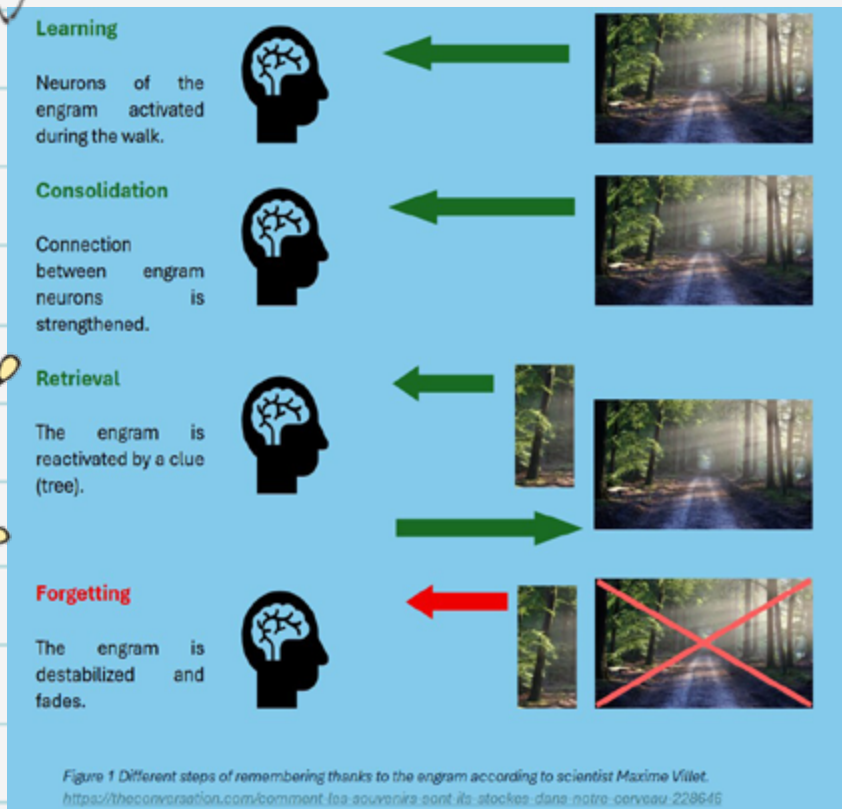 Learning
Neurons of the
engram activated
during the walk.
Consolidation
Connection
between engram
neurons is
strengthened.
Retrieval
The engram is
reactivated by a clue
(tree).
Forgetting
The engram is
destabilized and
fades.
Figure 1 Different steps of remembering thanks to the engram according to scientist Maxime Villet.
https://theconversation.com/comment-les-souvenirs-sont-ils-stockes-dans-notre-cerveau-228646